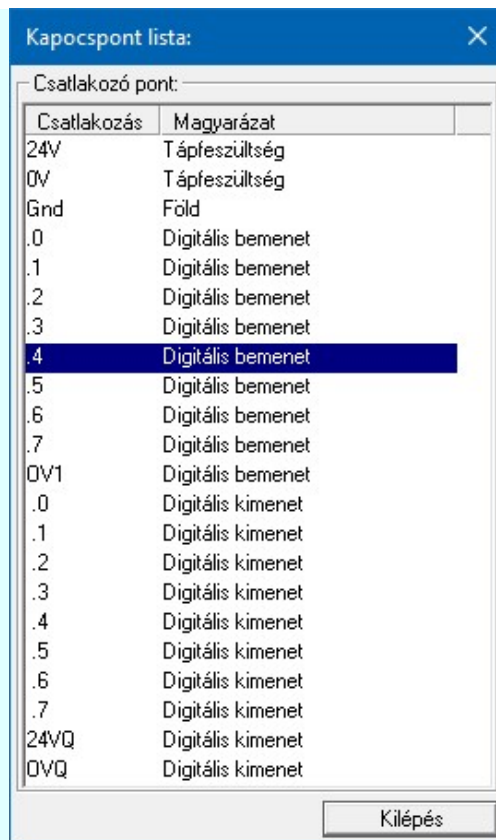 Kapocspont lista:
Csatlakozó pont:
Csatlakozás Magyarázat
24V Tápfeszültség
0V Tápfeszültség
Gnd Föld
.0 Digitális bemenet
.1 Digitális bemenet
.2 Digitális bemenet
.3 Digitális bemenet
.4 Digitális bemenet
.5 Digitális bemenet
.6 Digitális bemenet
.7 Digitális bemenet
OV1 Digitális bemenet
.0 Digitális kimenet
.1 Digitális kimenet
.2 Digitális kimenet
.3 Digitális kimenet
.4 Digitális kimenet
.5 Digitális kimenet
.6 Digitális kimenet
.7 Digitális kimenet
24VQ Digitális kimenet
OVQ Digitális kimenet
Kilépés